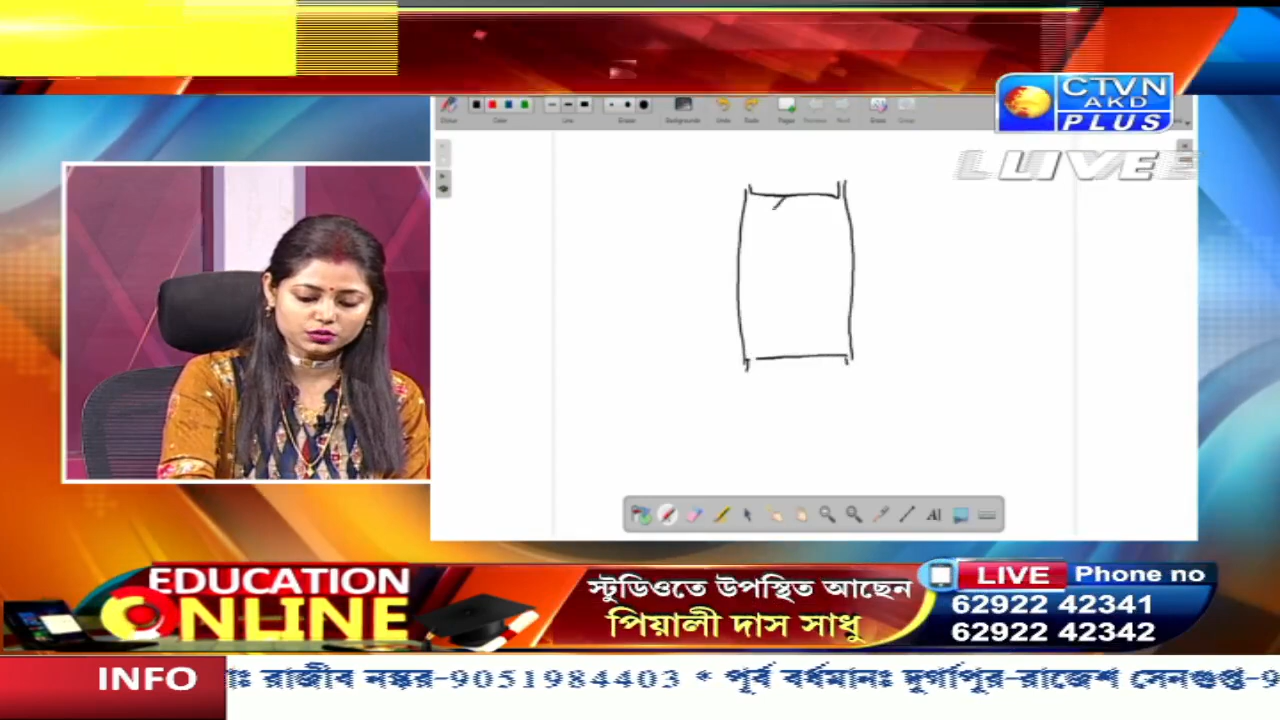 CTVN
AKD
PLUS
LIVE
EDUCATION
ONLINE
স্টুডিওতে উপস্থিত আছেন
পিয়ালী দাস সাধু
LIVE Phone no
62922 42341
62922 42342
INFO
রাজীব নস্কর-9051984403 * পূর্ব বর্ধমানঃ দূর্গাপুর-রাজেশ সেনগুপ্ত-9